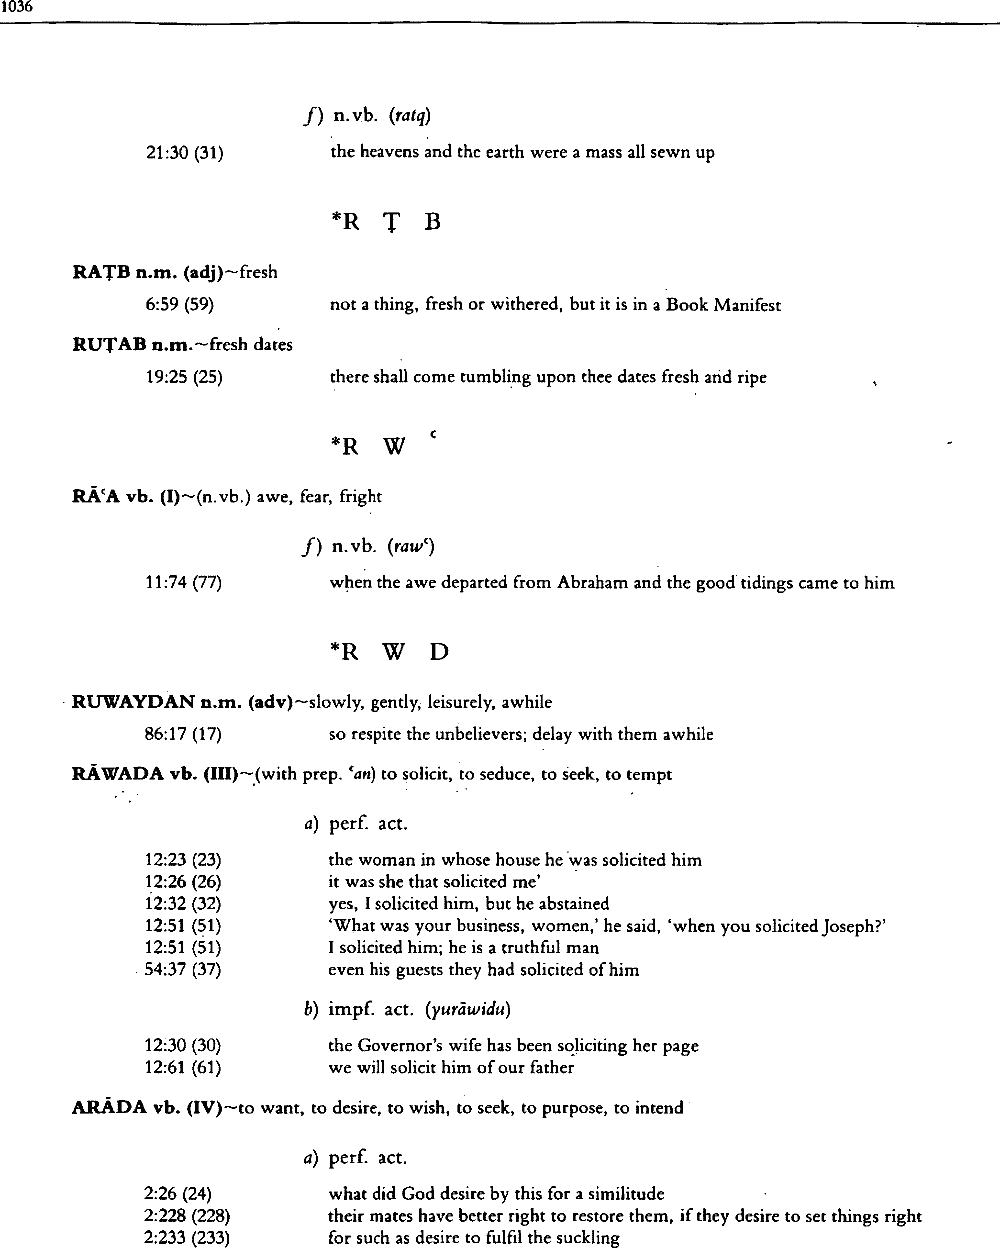 1036
f) n.vb. (ratq)
21:30 (31) the heavens and the earth were a mass all sewn up
*R Ṭ B
RAṬB n.m. (adj)~fresh
6:59 (59) not a thing, fresh or withered, but it is in a Book Manifest
RUṬAB n.m.~fresh dates
19:25 (25) there shall come tumbling upon thee dates fresh and ripe
*R W ʿ
RĀʿA vb. (I)~(n.vb.) awe, fear, fright
f) n.vb. (rawʿ)
11:74 (77) when the awe departed from Abraham and the good tidings came to him
*R W D
RUWAYDAN n.m. (adv)~slowly, gently, leisurely, awhile
86:17 (17) so respite the unbelievers; delay with them awhile
RĀWADA vb. (III)~(with prep. ʿan) to solicit, to seduce, to seek, to tempt
a) perf. act.
12:23 (23) the woman in whose house he was solicited him
12:26 (26) it was she that solicited me’
12:32 (32) yes, I solicited him, but he abstained
12:51 (51) ‘What was your business, women,’ he said, ‘when you solicited Joseph?’
12:51 (51) I solicited him; he is a truthful man
54:37 (37) even his guests they had solicited of him
b) impf. act. (yurāwidu)
12:30 (30) the Governor’s wife has been soliciting her page
12:61 (61) we will solicit him of our father
ARĀDA vb. (IV)~to want, to desire, to wish, to seek, to purpose, to intend
a) perf. act.
2:26 (24) what did God desire by this for a similitude
2:228 (228) their mates have better right to restore them, if they desire to set things right
2:233 (233) for such as desire to fulfil the suckling